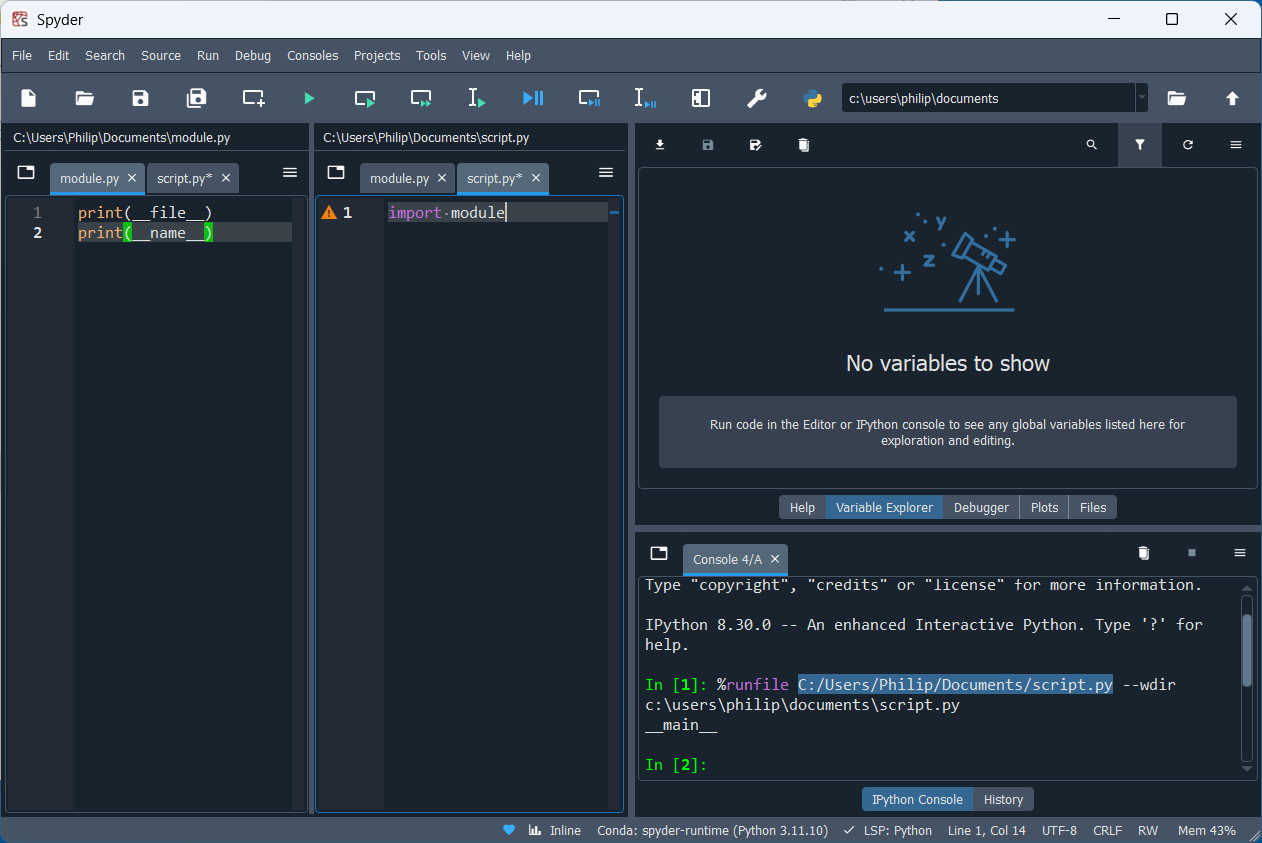 Spyder
File Edit Search Source Run Debug Consoles Projects Tools View Help
c:\users\philip\documents
C:\Users\Philip\Documents\module.py
module.py script.py*
1 print(__file__)
2 print(__name__)
C:\Users\Philip\Documents\script.py
module.py script.py*
1 import·module
x y z
No variables to show
Run code in the Editor or IPython console to see any global variables listed here for
exploration and editing.
Help Variable Explorer Debugger Plots Files
Console 4/A
Type "copyright", "credits" or "license" for more information.
IPython 8.30.0 -- An enhanced Interactive Python. Type '?' for
help.
In [1]: %runfile C:/Users/Philip/Documents/script.py --wdir
c:\users\philip\documents\script.py
__main__
In [2]:
IPython Console History
Inline Conda: spyder-runtime (Python 3.11.10) LSP: Python Line 1, Col 14 UTF-8 CRLF RW Mem 43%